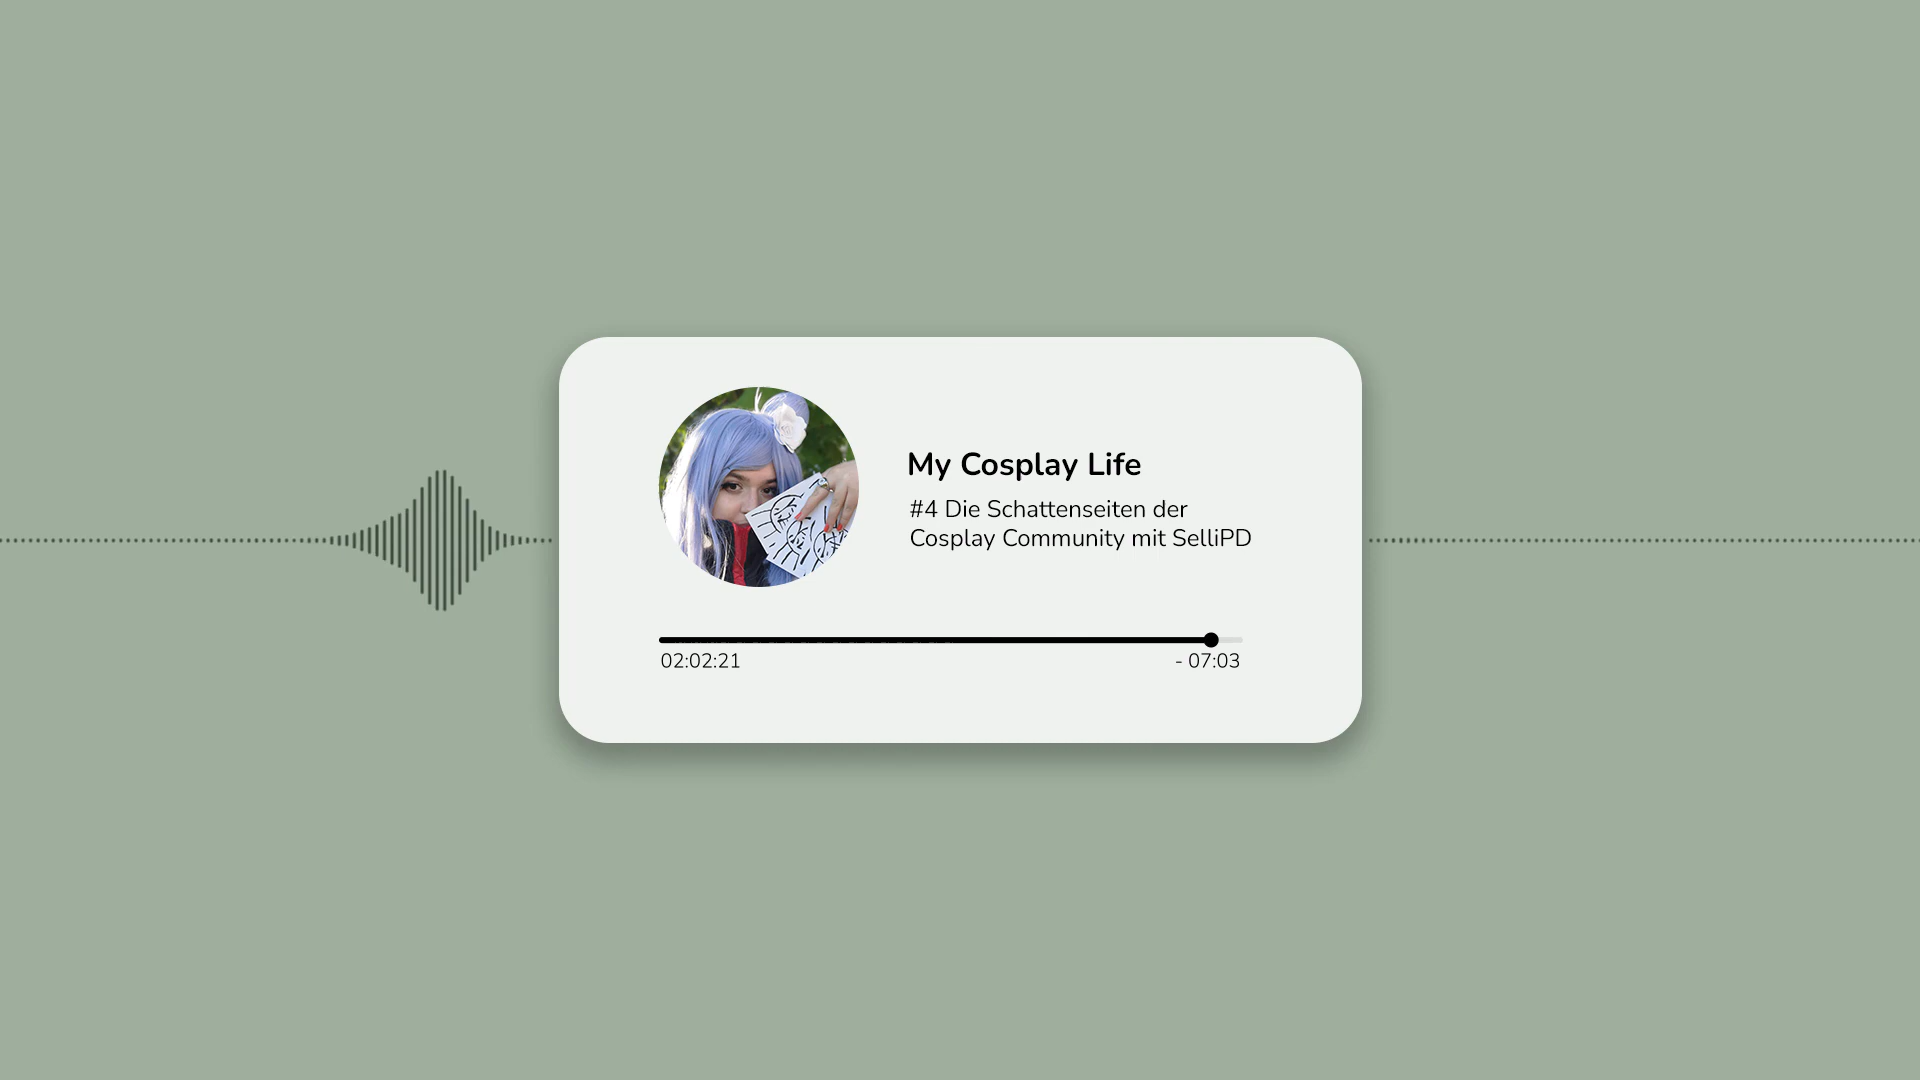 My Cosplay Life
#4 Die Schattenseiten der
Cosplay Community mit SelliPD
02:02:21
- 07:03